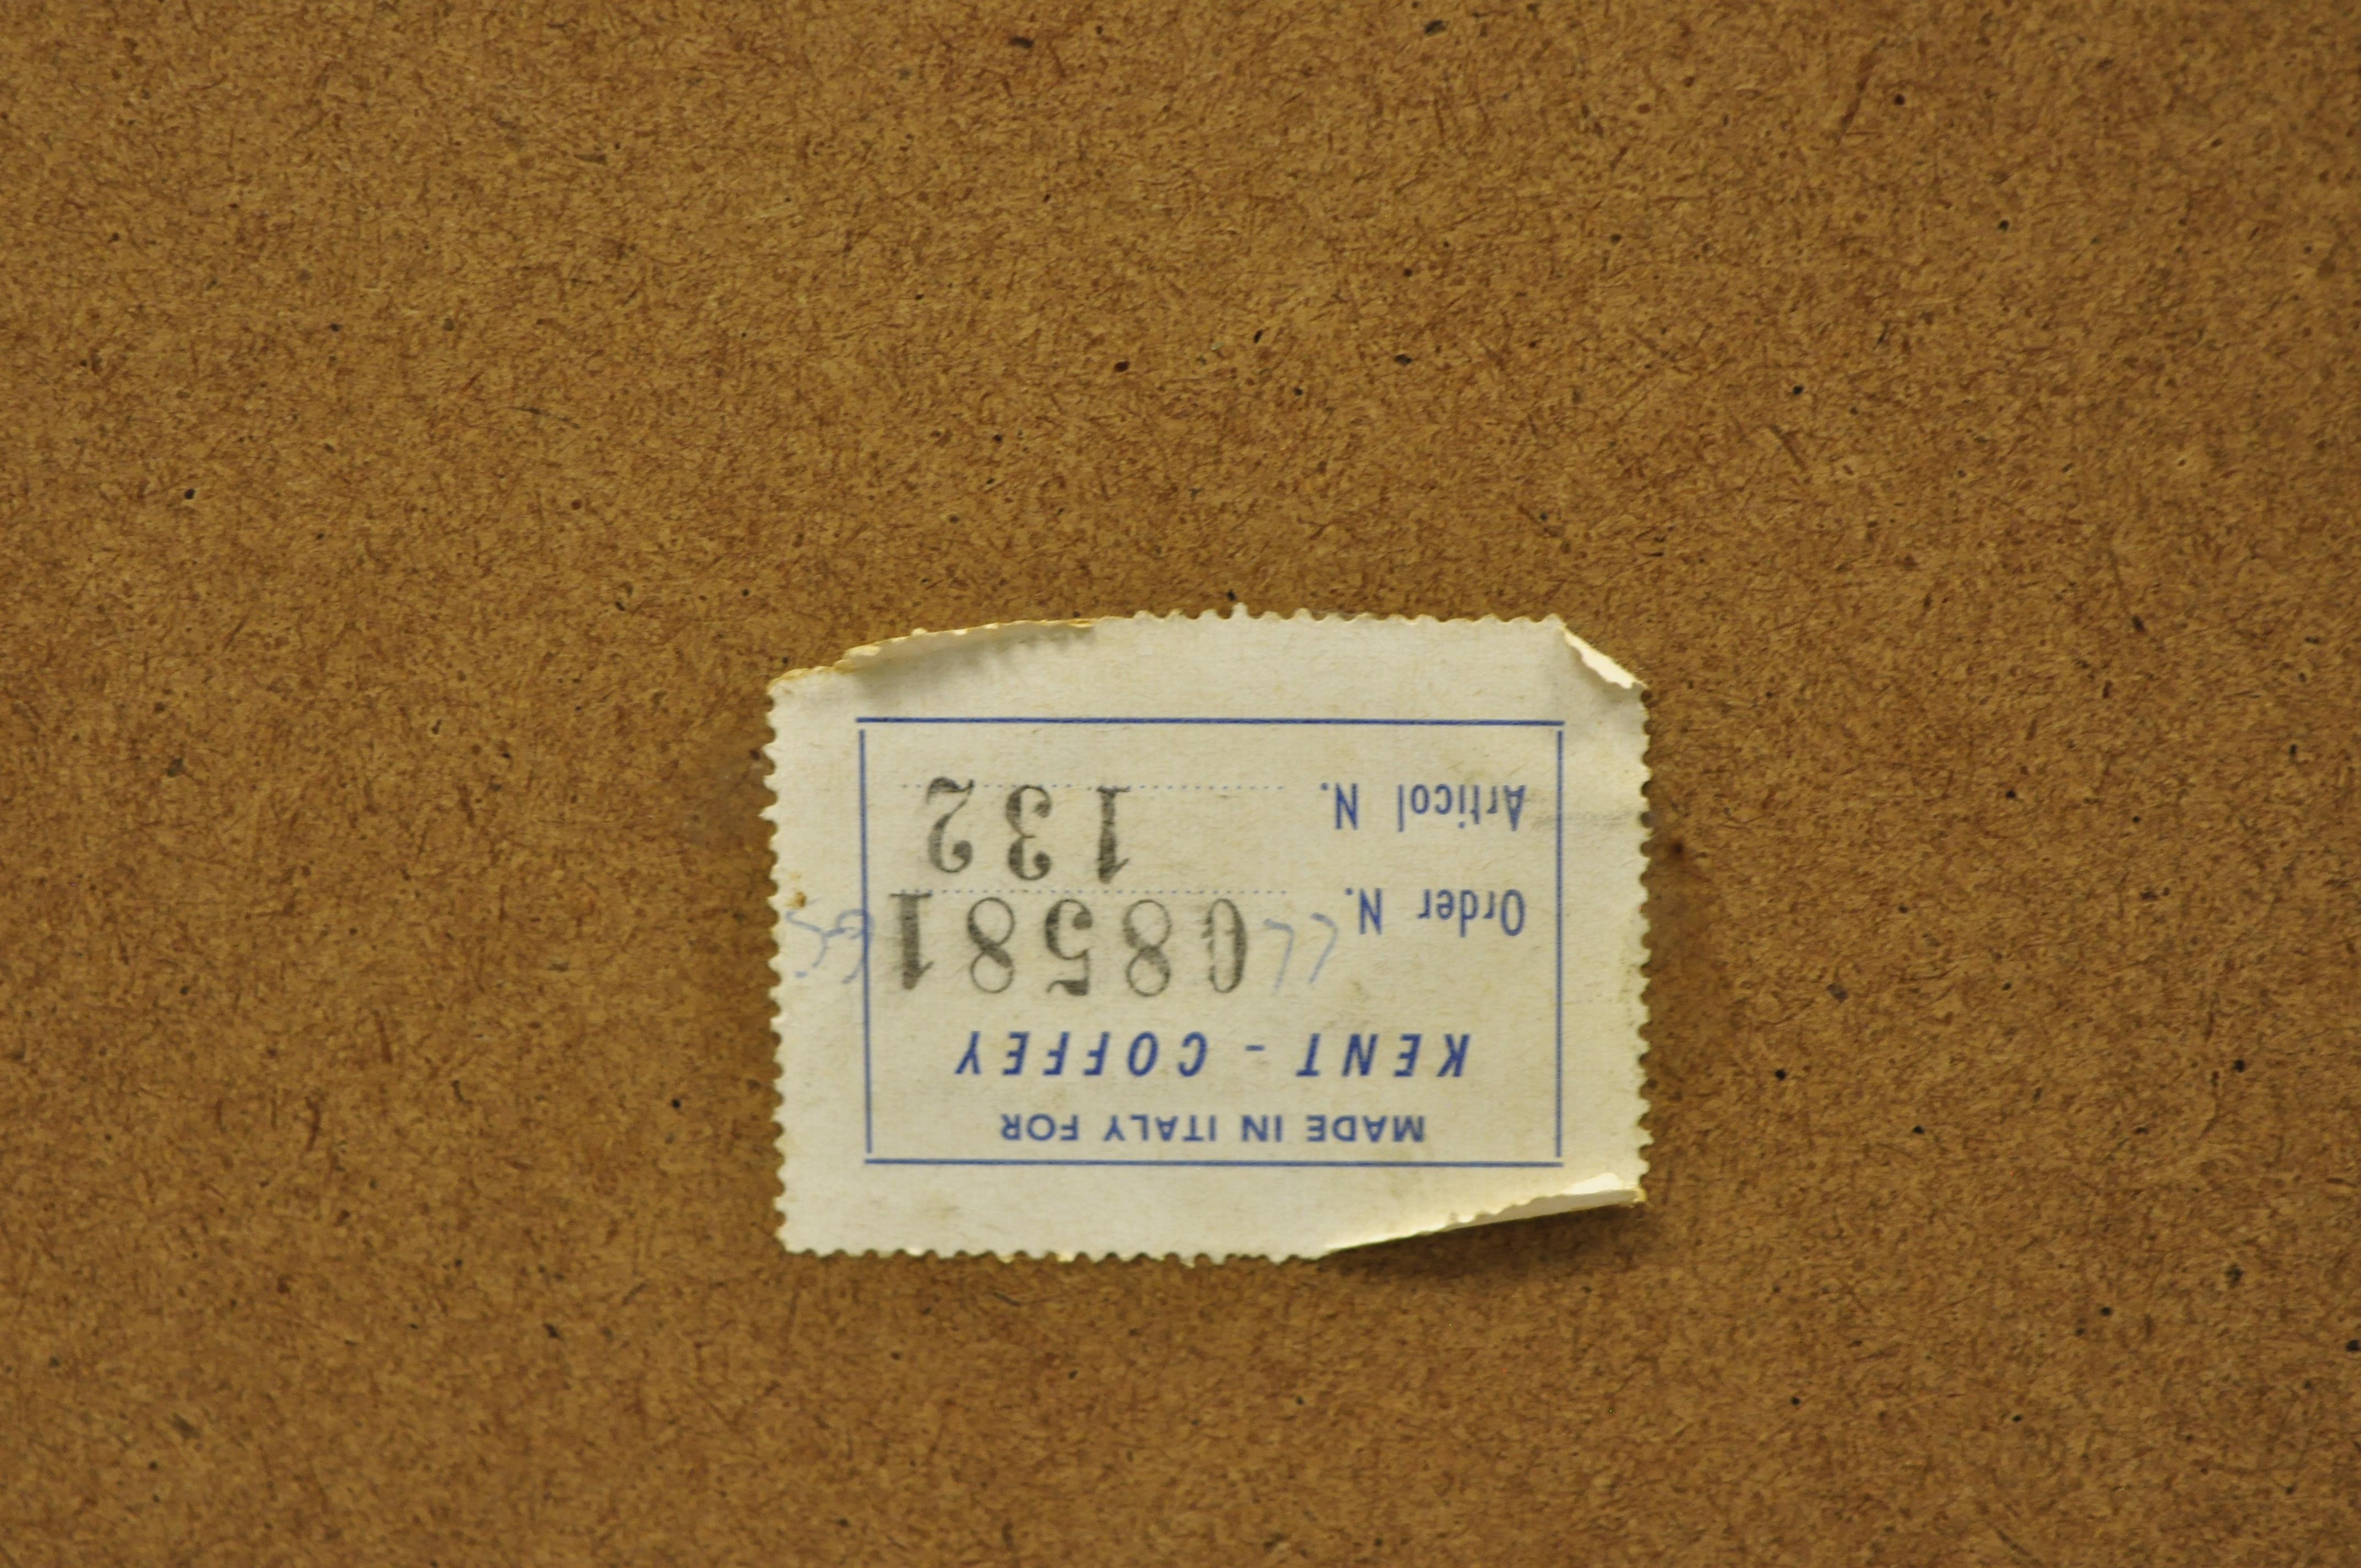 MADE IN ITALY FOR
KENT - COFFEY
Order N. 08581
Articol N. 132